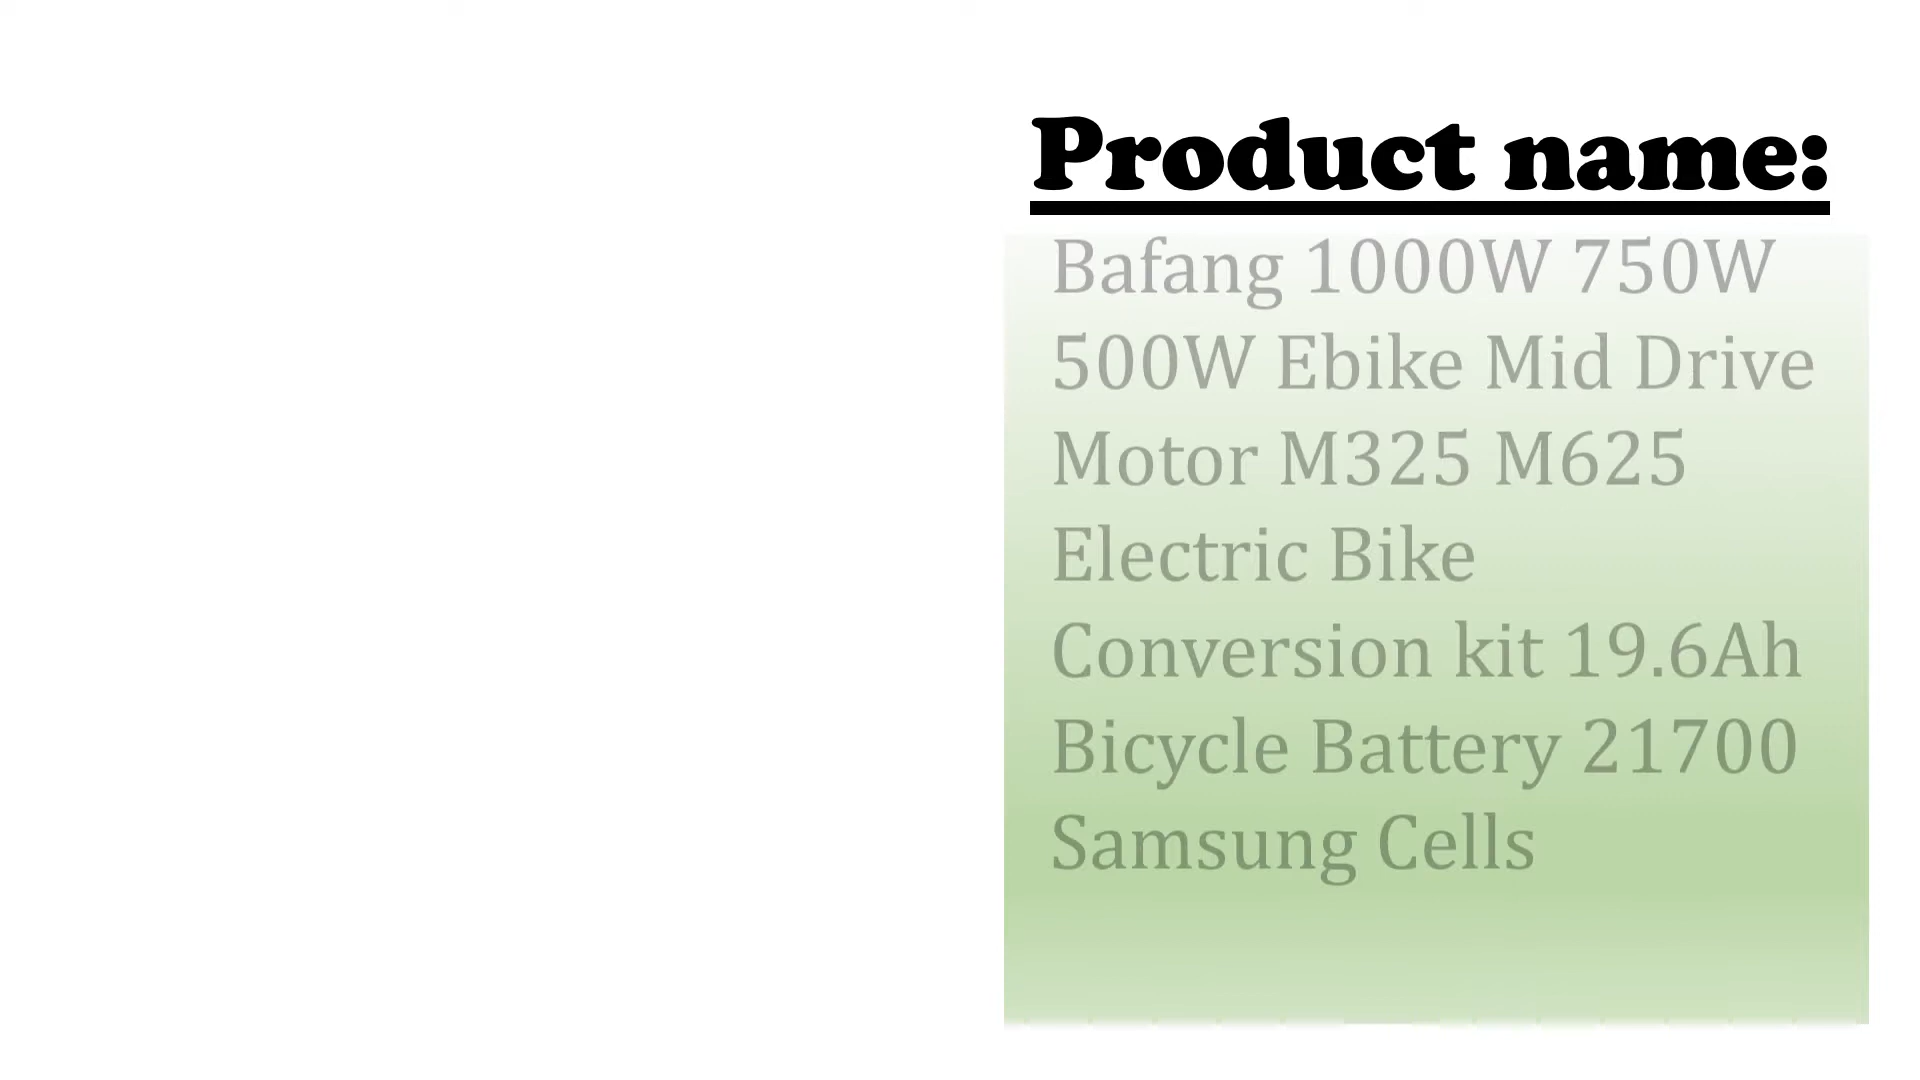 Product name:
Bafang 1000W 750W
500W Ebike Mid Drive
Motor M325 M625
Electric Bike
Conversion kit 19.6Ah
Bicycle Battery 21700
Samsung Cells